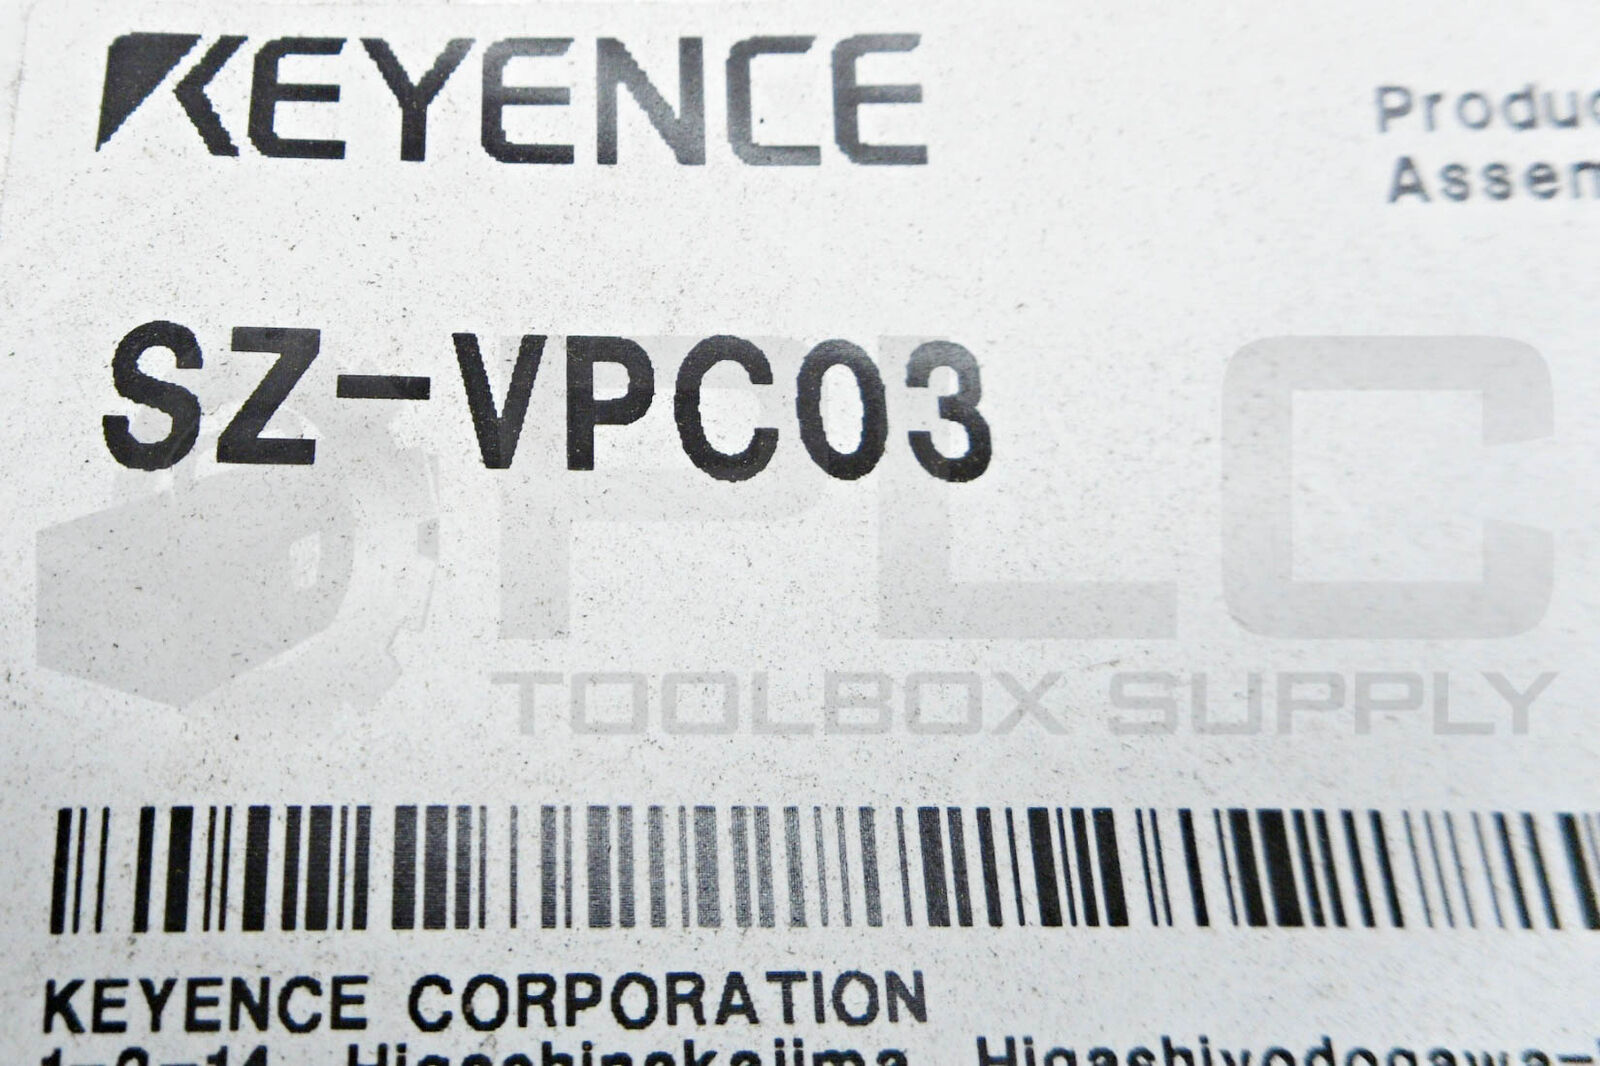 KEYENCE
SZ-VPC03
PLC
TOOLBOX SUPPLY
KEYENCE CORPORATION